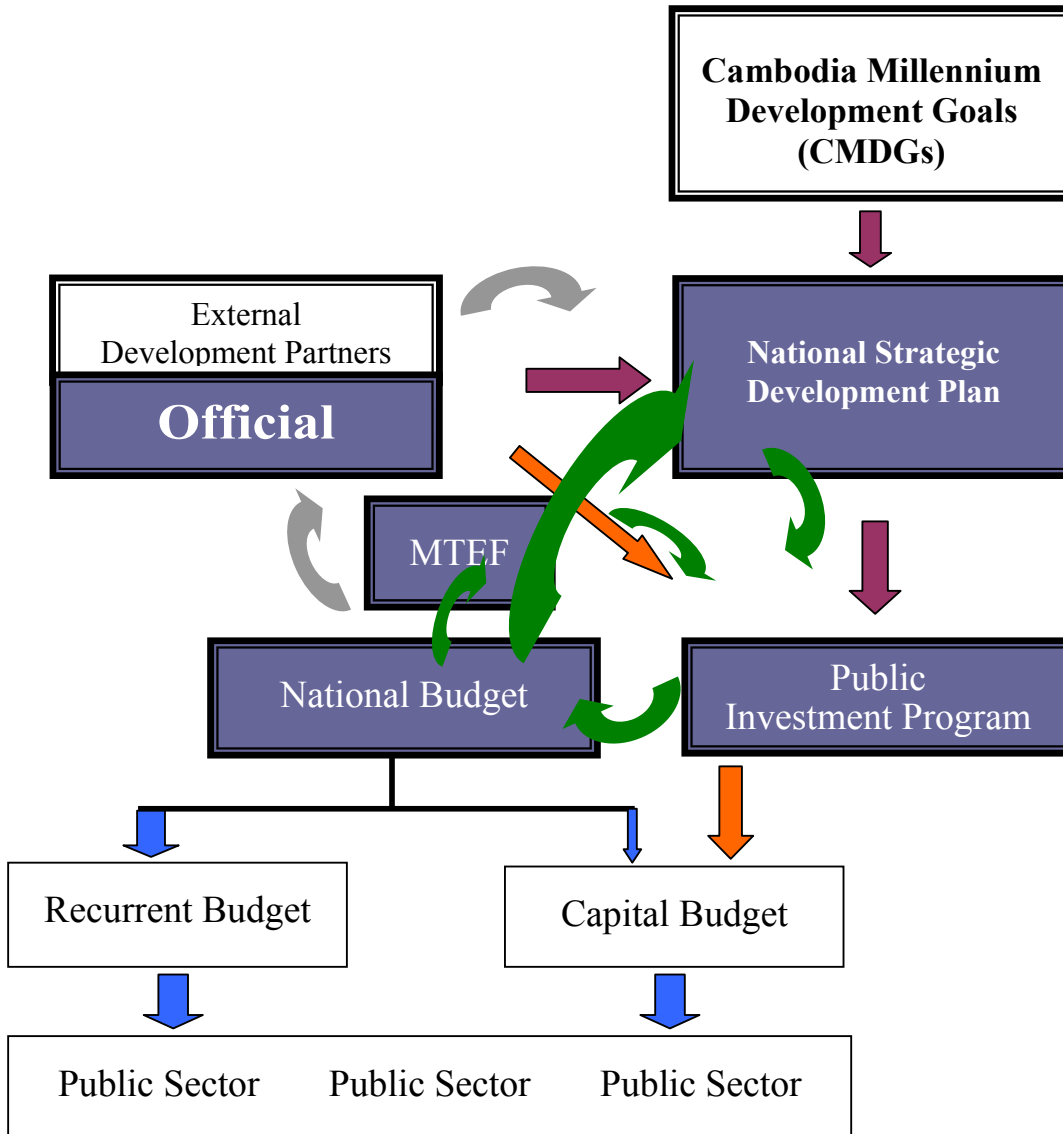 Cambodia Millennium
Development Goals
(CMDGs)
External
Development Partners
Official
National Strategic
Development Plan
MTEF
National Budget
Public
Investment Program
Recurrent Budget
Capital Budget
Public Sector Public Sector Public Sector